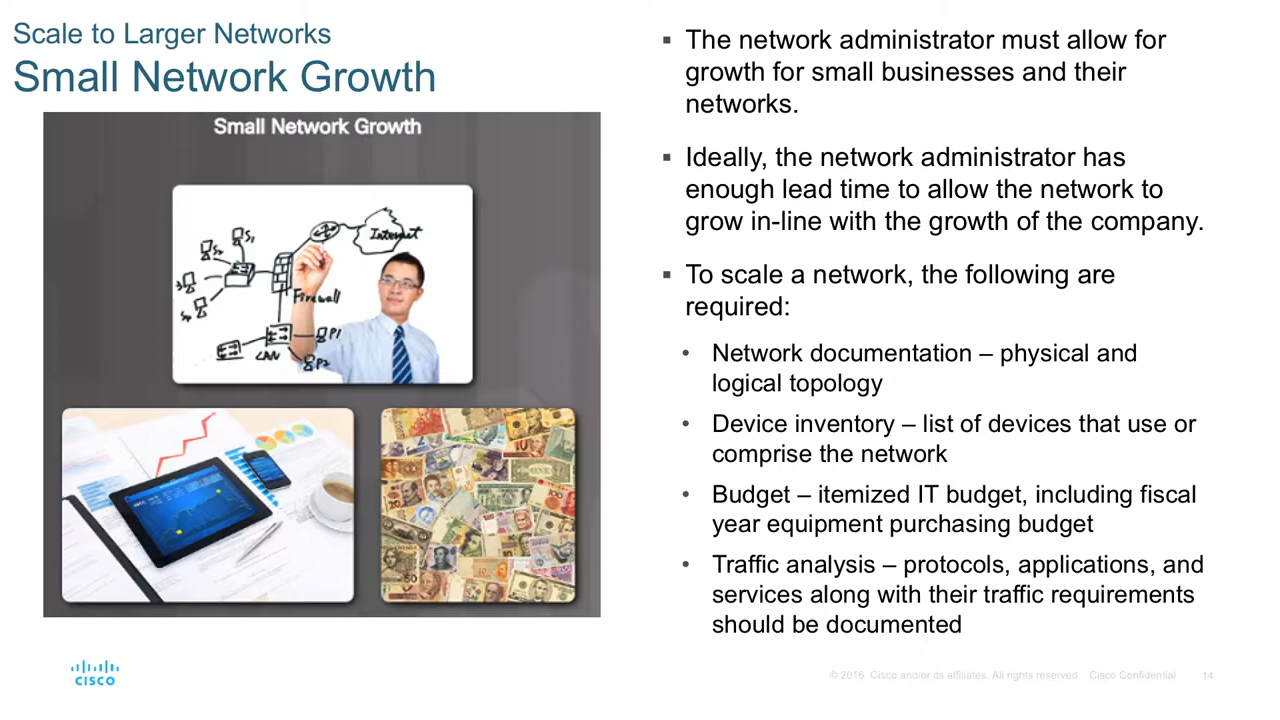 Scale to Larger Networks
Small Network Growth
Small Network Growth
S2
S1
Internet
S4
Firewall
LAN
P1
P2
▪ The network administrator must allow for
growth for small businesses and their
networks.
▪ Ideally, the network administrator has
enough lead time to allow the network to
grow in-line with the growth of the company.
▪ To scale a network, the following are
required:
• Network documentation – physical and
logical topology
• Device inventory – list of devices that use or
comprise the network
• Budget – itemized IT budget, including fiscal
year equipment purchasing budget
• Traffic analysis – protocols, applications, and
services along with their traffic requirements
should be documented
CISCO
© 2016 Cisco and/or its affiliates. All rights reserved Cisco Confidential 14